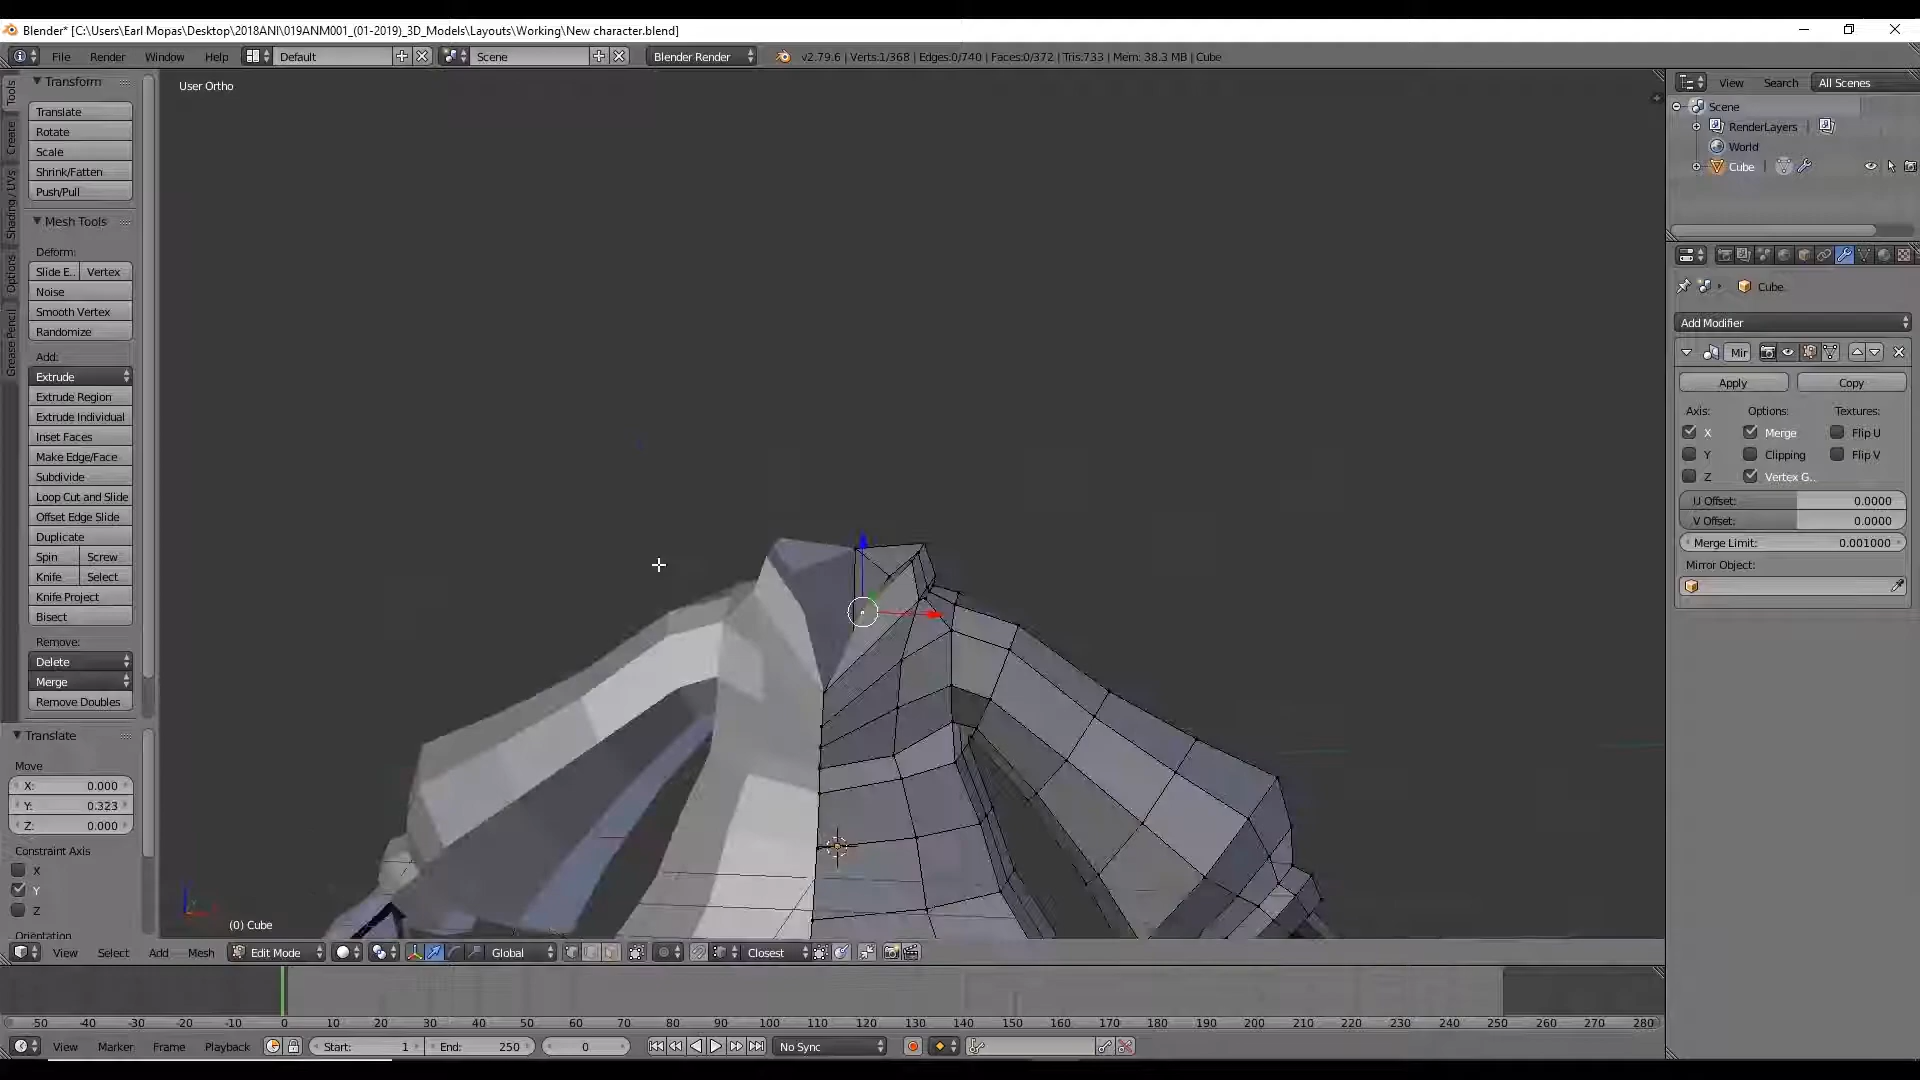 Blender* [C:\Users\Earl Mopas\Desktop\2018ANI\019ANM001_(01-2019)_3D_Models\Layouts\Working\New character.blend]
File Render Window Help Default Scene Blender Render v2.79.6 | Verts:1/368 | Edges:0/740 | Faces:0/372 | Tris:733 | Mem: 38.3 MB | Cube
Tools
Create
Shading / UVs
Options
Grease Pencil
Transform
Translate
Rotate
Scale
Shrink/Fatten
Push/Pull
Mesh Tools
Deform:
Slide E.. Vertex
Noise
Smooth Vertex
Randomize
Add:
Extrude
Extrude Region
Extrude Individual
Inset Faces
Make Edge/Face
Subdivide
Loop Cut and Slide
Offset Edge Slide
Duplicate
Spin Screw
Knife Select
Knife Project
Bisect
Remove:
Delete
Merge
Remove Doubles
Translate
Move
X: 0.000
Y: 0.323
Z: 0.000
Constraint Axis
X
Y
Z
Orientation
User Ortho
(0) Cube
View Select Add Mesh Edit Mode Global Closest
-50 -40 -30 -20 -10 0 10 20 30 40 50 60 70 80 90 100 110 120 130 140 150 160 170 180 190 200 210 220 230 240 250 260 270 280
View Marker Frame Playback Start: 1 End: 250 0 No Sync
View Search All Scenes
Scene
RenderLayers
World
Cube
Cube
Add Modifier
Mir
Apply Copy
Axis: Options: Textures:
X Merge Flip U
Y Clipping Flip V
Z Vertex G..
U Offset: 0.0000
V Offset: 0.0000
Merge Limit: 0.001000
Mirror Object: